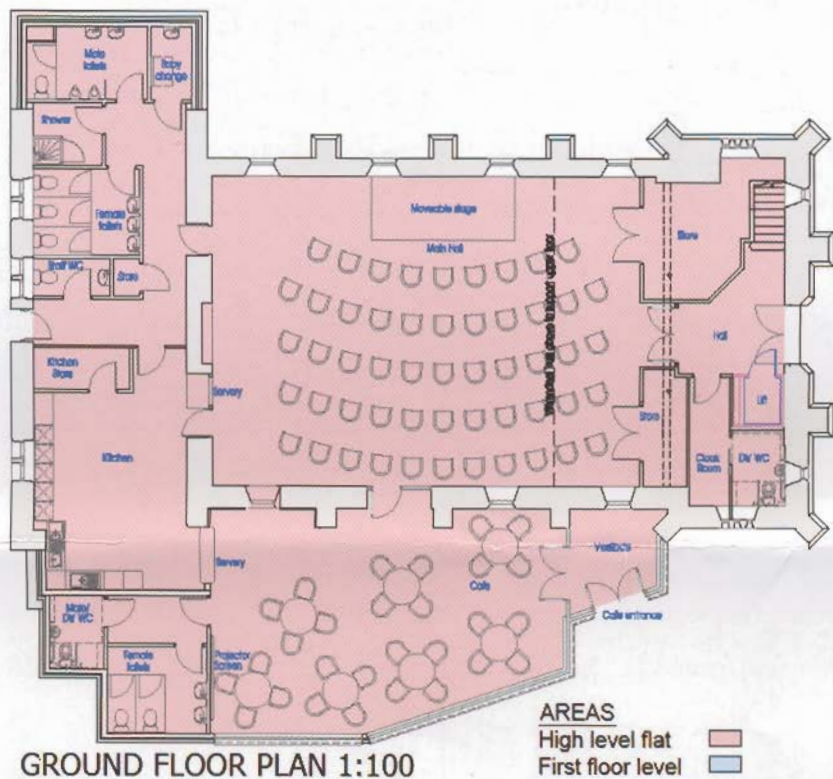 Male
toilets
Baby
change
Shower
Female
toilets
Staff WC
Store
Moveable stage
Main Hall
Store
Hall
Lift
Kitchen
Store
Servery
Kitchen
Store
Cloak
Room
Dis' WC
Servery
Cafe
Vestibule
Cafe entrance
Male/
Dis' WC
Female
toilets
Projector
Screen
AREAS
High level flat
First floor level
GROUND FLOOR PLAN 1:100